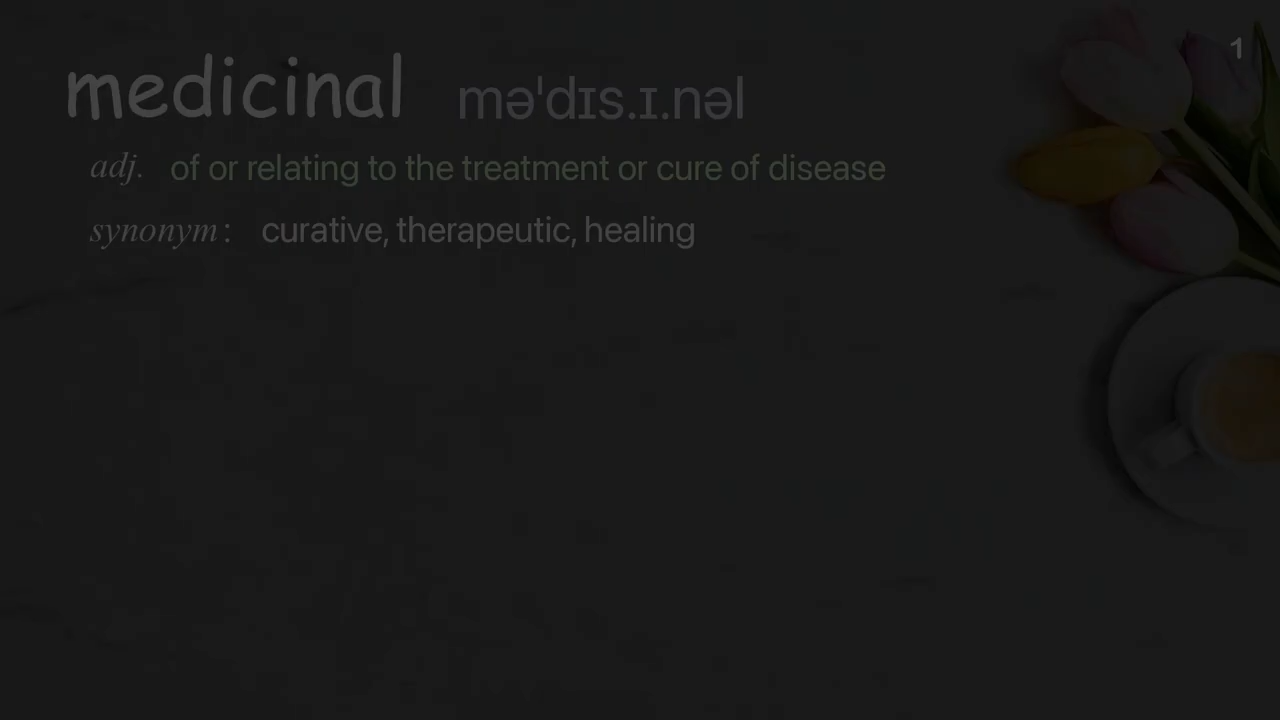 1
medicinal məˈdɪs.ɪ.nəl
adj. of or relating to the treatment or cure of disease
synonym: curative, therapeutic, healing